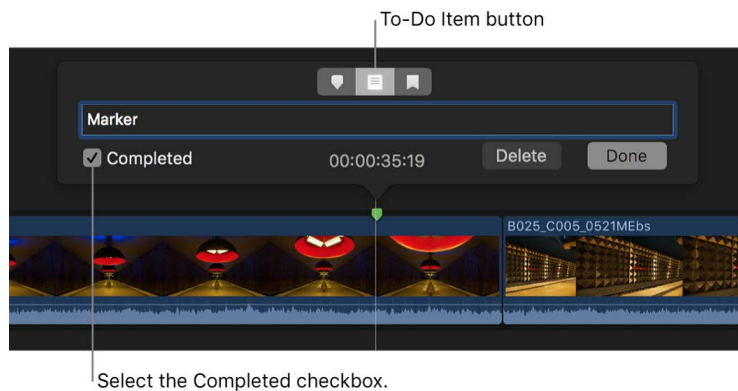 To-Do Item button
Marker
Completed
00:00:35:19
Delete
Done
B025_C005_0521MEbs
Select the Completed checkbox.